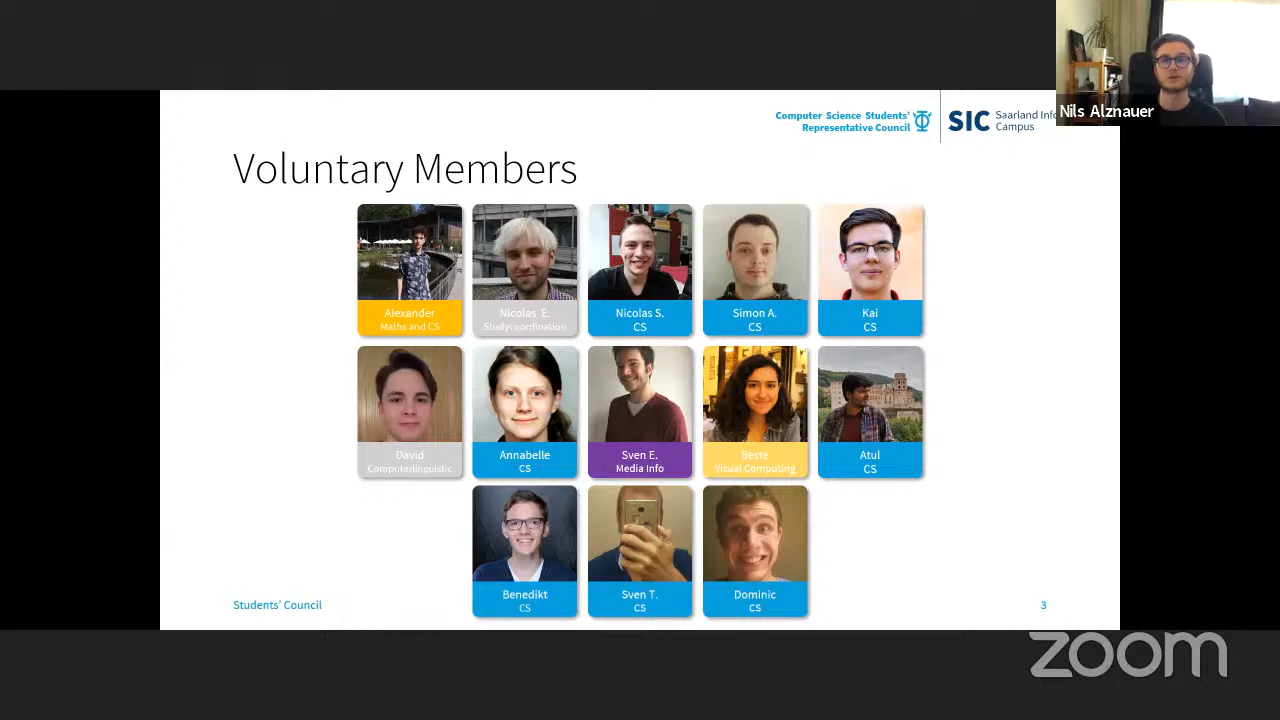 Nils Alznauer
Computer Science Students'
Representative Council
SIC
Saarland Info
Campus
Voluntary Members
Alexander
Maths and CS
Nicolas E.
Studycoordination
Nicolas S.
CS
Simon A.
CS
Kai
CS
David
Computerlinguistic
Annabelle
CS
Sven E.
Media Info
Beste
Visual Computing
Atul
CS
Benedikt
CS
Sven T.
CS
Dominic
CS
Students' Council
3
zoom